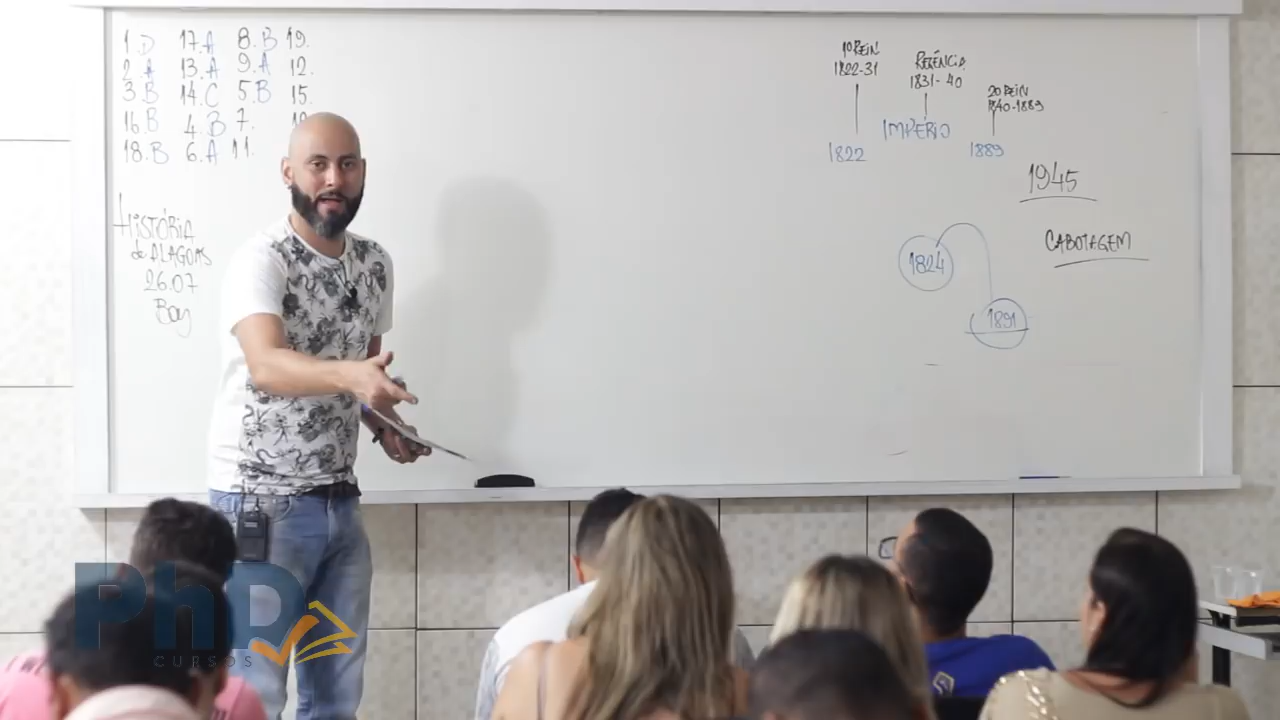 1.D 17.A 8.B 19.
2.A 13.A 9.A 12.
3.B 14.C 5.B 15.
16.B 4.B 7.
18.B 6.A 11.
HISTÓRIA
de ALAGOAS
26.07
Boy
1º REIN
1822-31
REGÊNCIA
1831-40
2º REIN
1840-1889
IMPÉRIO
1822
1889
1945
CABOTAGEM
1824
1891
PhD
CURSOS